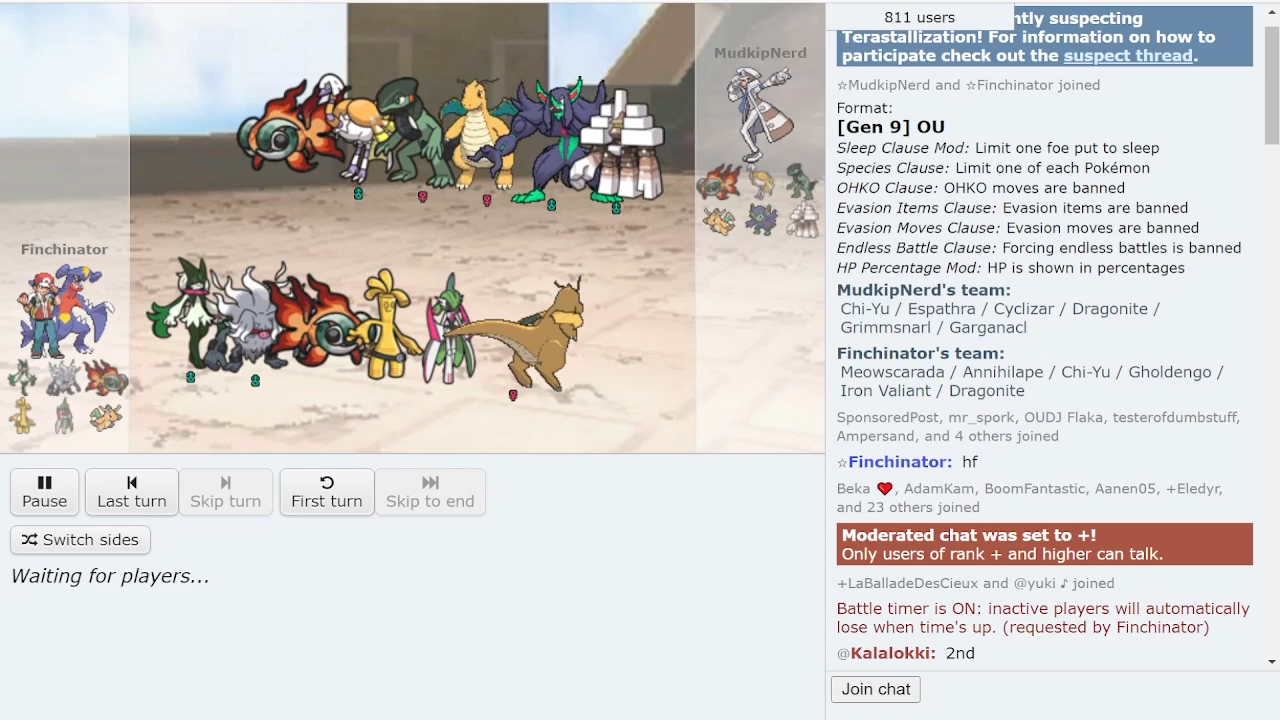 811 users
ntly suspecting
Terastallization! For information on how to
participate check out the suspect thread.
☆MudkipNerd and ☆Finchinator joined
Format:
[Gen 9] OU
Sleep Clause Mod: Limit one foe put to sleep
Species Clause: Limit one of each Pokémon
OHKO Clause: OHKO moves are banned
Evasion Items Clause: Evasion items are banned
Evasion Moves Clause: Evasion moves are banned
Endless Battle Clause: Forcing endless battles is banned
HP Percentage Mod: HP is shown in percentages
MudkipNerd's team:
Chi-Yu / Espathra / Cyclizar / Dragonite /
Grimmsnarl / Garganacl
Finchinator's team:
Meowscarada / Annihilape / Chi-Yu / Gholdengo /
Iron Valiant / Dragonite
SponsoredPost, mr_spork, OUDJ Flaka, testerofdumbstuff,
Ampersand, and 4 others joined
☆Finchinator: hf
Beka ❤, AdamKam, BoomFantastic, Aanen05, +Eledyr,
and 23 others joined
Moderated chat was set to +!
Only users of rank + and higher can talk.
+LaBalladeDesCieux and @yuki ♪ joined
Battle timer is ON: inactive players will automatically
lose when time's up. (requested by Finchinator)
@Kalalokki: 2nd
Join chat
MudkipNerd
Finchinator
Pause
Last turn
Skip turn
First turn
Skip to end
Switch sides
Waiting for players...